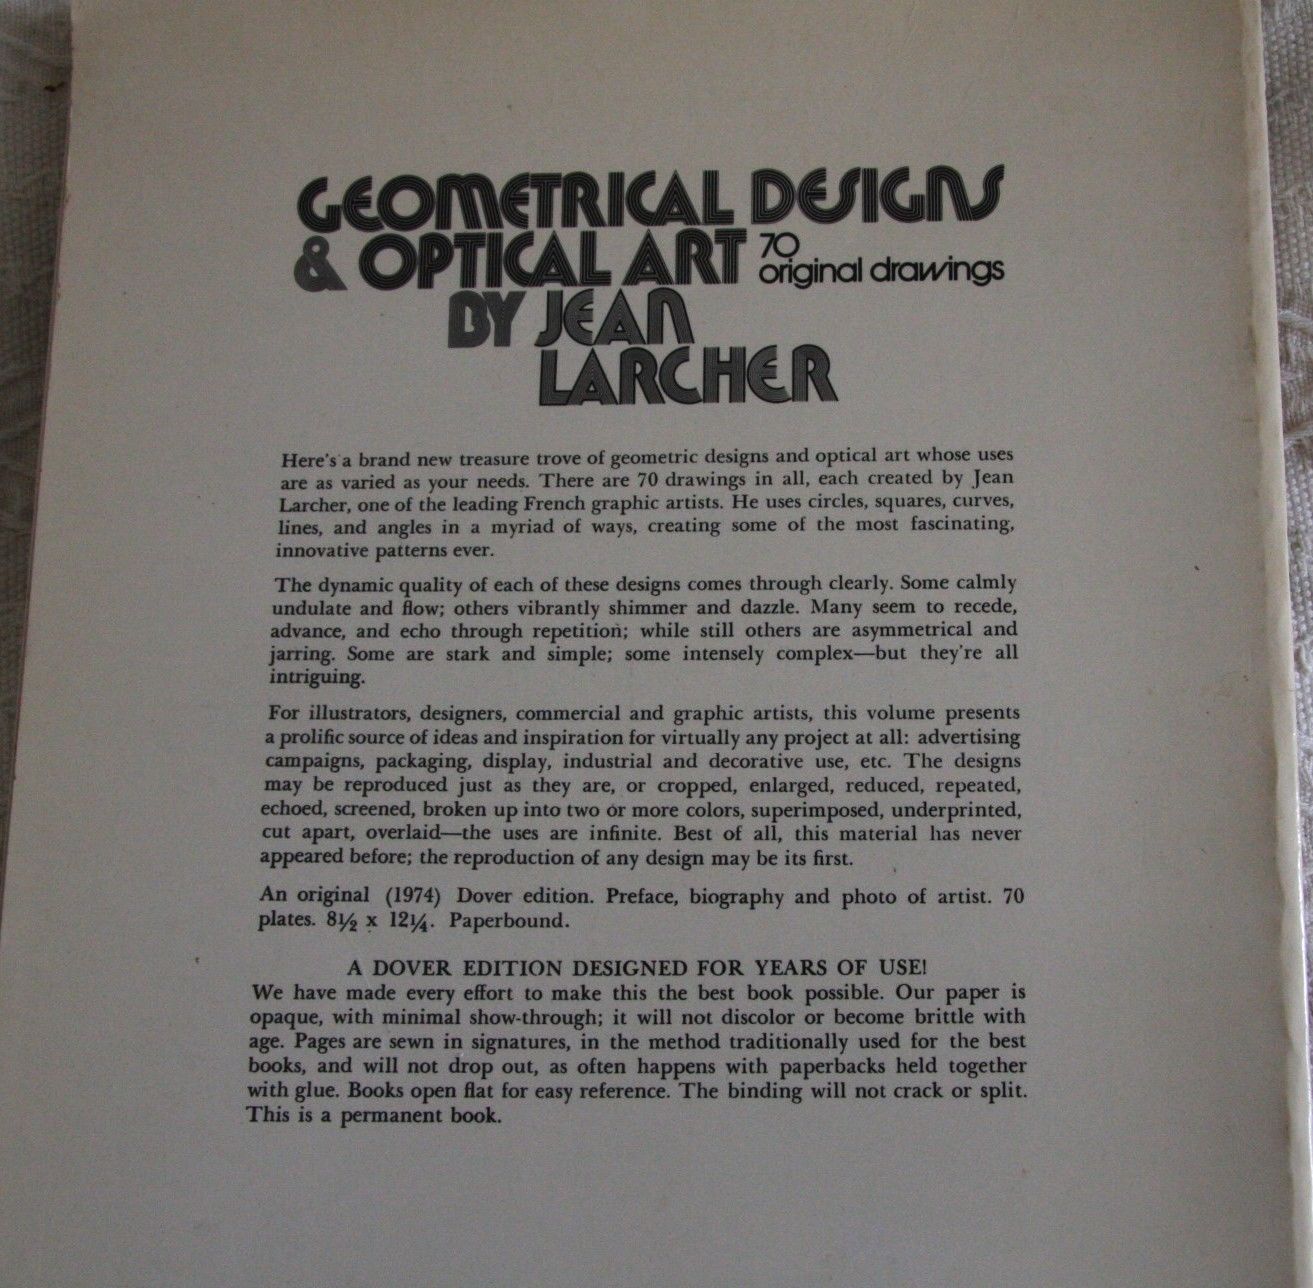 GEOMETRICAL DESIGNS
& OPTICAL ART 70 original drawings
BY JEAN
LARCHER
Here's a brand new treasure trove of geometric designs and optical art whose uses
are as varied as your needs. There are 70 drawings in all, each created by Jean
Larcher, one of the leading French graphic artists. He uses circles, squares, curves,
lines, and angles in a myriad of ways, creating some of the most fascinating,
innovative patterns ever.
The dynamic quality of each of these designs comes through clearly. Some calmly
undulate and flow; others vibrantly shimmer and dazzle. Many seem to recede,
advance, and echo through repetition; while still others are asymmetrical and
jarring. Some are stark and simple; some intensely complex—but they're all
intriguing.
For illustrators, designers, commercial and graphic artists, this volume presents
a prolific source of ideas and inspiration for virtually any project at all: advertising
campaigns, packaging, display, industrial and decorative use, etc. The designs
may be reproduced just as they are, or cropped, enlarged, reduced, repeated,
echoed, screened, broken up into two or more colors, superimposed, underprinted,
cut apart, overlaid—the uses are infinite. Best of all, this material has never
appeared before; the reproduction of any design may be its first.
An original (1974) Dover edition. Preface, biography and photo of artist. 70
plates. 8½ x 12¼. Paperbound.
A DOVER EDITION DESIGNED FOR YEARS OF USE!
We have made every effort to make this the best book possible. Our paper is
opaque, with minimal show-through; it will not discolor or become brittle with
age. Pages are sewn in signatures, in the method traditionally used for the best
books, and will not drop out, as often happens with paperbacks held together
with glue. Books open flat for easy reference. The binding will not crack or split.
This is a permanent book.